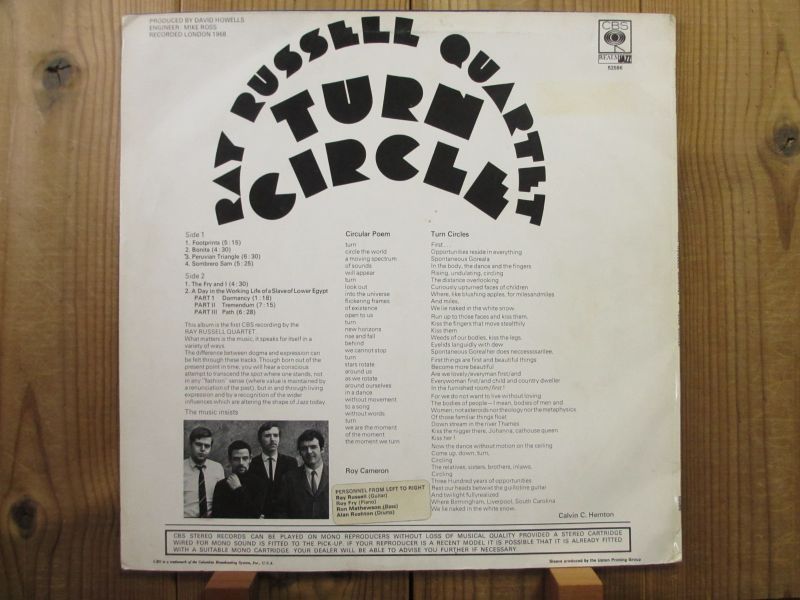 PRODUCED BY DAVID HOWELLS
ENGINEER: MIKE ROSS
RECORDED LONDON 1968
CBS
REALM JAZZ
52586
RAY RUSSELL QUARTET
TURN
CIRCLE
Side 1
1. Footprints (5:15)
2. Bonita (4:30)
3. Peruvian Triangle (6:30)
4. Sombrero Sam (5:25)
Side 2
1. The Fry and I (4:30)
2. A Day in the Working Life of a Slave of Lower Egypt
PART I Dormancy (1:18)
PART II Tremendum (7:15)
PART III Path (6:28)
This album is the first CBS recording by the
RAY RUSSELL QUARTET.
What matters is the music, it speaks for itself in a
variety of ways.
The difference between dogma and expression can
be felt through these tracks. Though born out of the
present point in time, you will hear a conscious
attempt to transcend the spot where one stands, not
in any "fashion" sense (where value is maintained by
a renunciation of the past), but in and through living
expression and by a recognition of the wider
influences which are altering the shape of Jazz today.
The music insists
Circular Poem
turn
circle the world
a moving spectrum
of sounds
will appear
turn
look out
into the universe
flickering frames
of existence
open to us
turn
new horizons
rise and fall
behind
we cannot stop
turn
stars rotate
around us
as we rotate
around ourselves
in a dance
without movement
to a song
without words
turn
we are the moment
of the moment
the moment we turn
Roy Cameron
Turn Circles
First...
Opportunities reside in everything
Spontaneous Goreala
In the body, the dance and the fingers
Rising, undulating, circling
The distance overlooking
Curiously upturned faces of children
Where, like blushing apples, for milesandmiles
And miles,
We lie naked in the white snow
Run up to those faces and kiss them,
Kiss the fingers that move stealthily
Kiss them
Weeds of our bodies, kiss the legs,
Eyelids languidly with dew
Spontaneous Goreal her does neccesssarilee,
First things are first and beautiful things
Become more beautiful
Are we lovely/everyman first/and
Everywoman first/and child and country dweller
In the furnished room/first!
For we do not want to live without loving
The bodies of people—I mean, bodies of men and
Women, not asteroids nor theology nor the metaphysics
Of those familiar things float
Down stream in the river Thames
Kiss the nigger there, Johanna, cathouse queen
Kiss her!
Now the dance without motion on the ceiling
Come up, down, turn,
Circling
The relatives, sisters, brothers, inlaws,
Circling
Three Hundred years of opportunities
Rest our heads betwixt the guillotine guitar
And twilight fullyrealized
Where Birmingham, Liverpool, South Carolina
We lie naked in the white snow.
Calvin C. Hernton
PERSONNEL FROM LEFT TO RIGHT
Ray Russell (Guitar)
Roy Fry (Piano)
Ron Mathewson (Bass)
Alan Rushton (Drums)
CBS STEREO RECORDS CAN BE PLAYED ON MONO REPRODUCERS WITHOUT LOSS OF MUSICAL QUALITY PROVIDED A STEREO CARTRIDGE
WIRED FOR MONO SOUND IS FITTED TO THE PICK-UP. IF YOUR REPRODUCER IS A RECENT MODEL IT IS POSSIBLE THAT IT IS ALREADY FITTED
WITH A SUITABLE MONO CARTRIDGE. YOUR DEALER WILL BE ABLE TO ADVISE YOU FURTHER IF NECESSARY.
CBS is a trademark of the Columbia Broadcasting System, Inc., U.S.A.
Sleeve produced by the Upton Printing Group